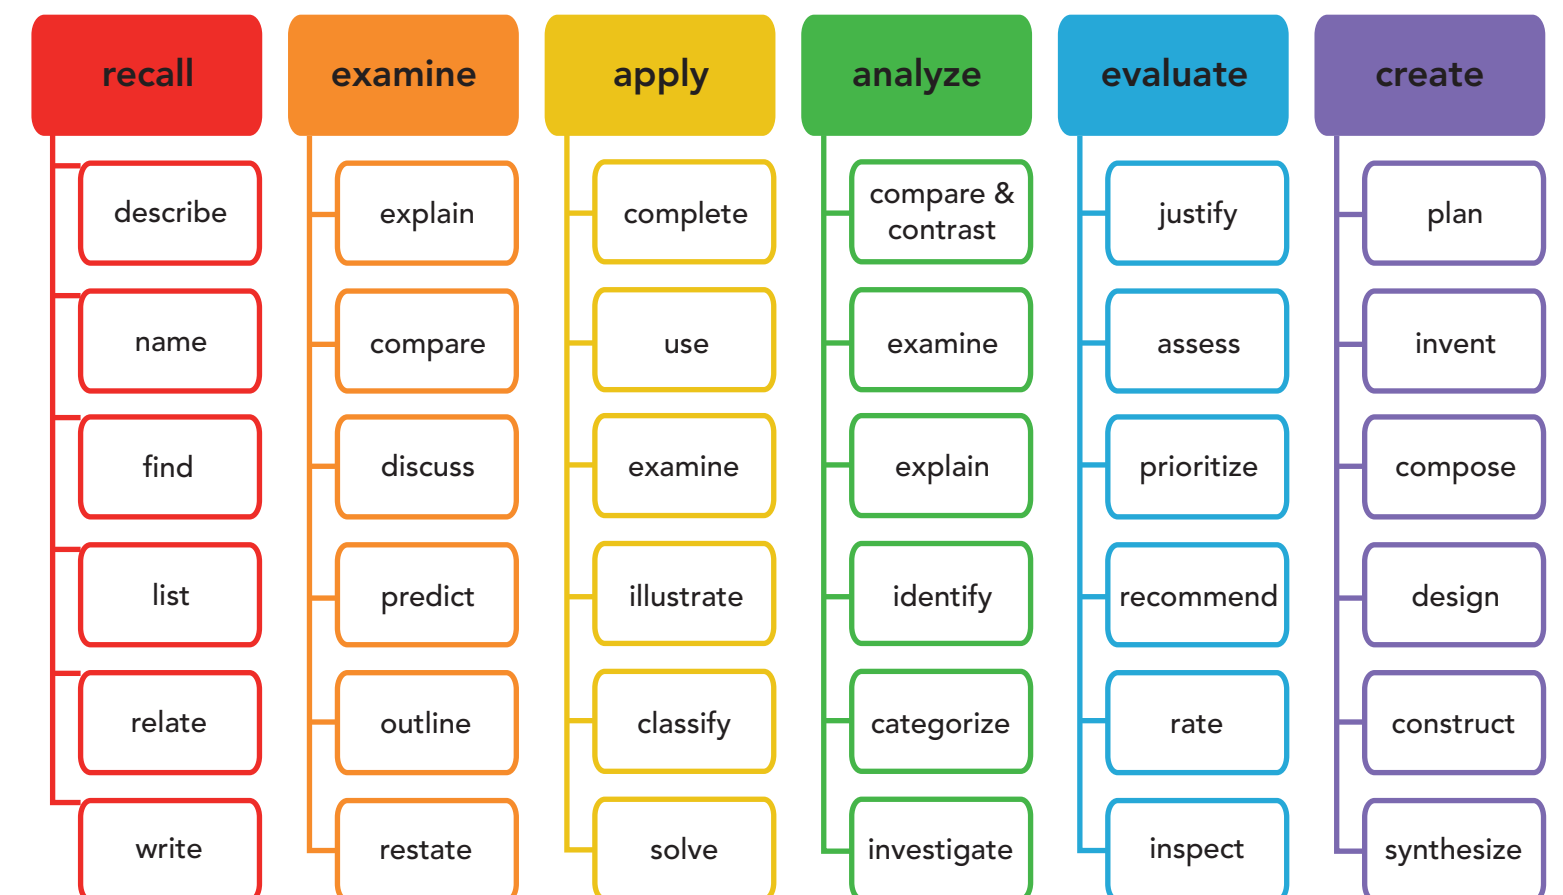 recall
describe
name
find
list
relate
write
examine
explain
compare
discuss
predict
outline
restate
apply
complete
use
examine
illustrate
classify
solve
analyze
compare &
contrast
examine
explain
identify
categorize
investigate
evaluate
justify
assess
prioritize
recommend
rate
inspect
create
plan
invent
compose
design
construct
synthesize